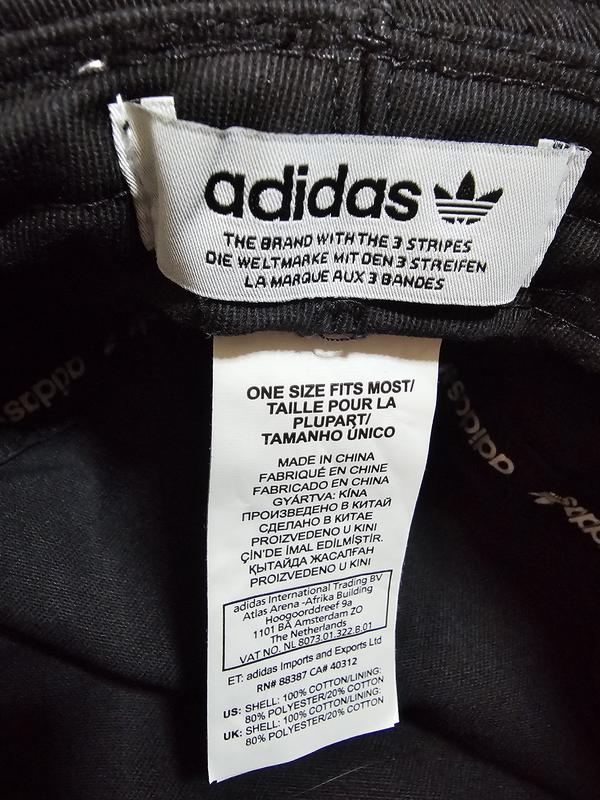 adidas
THE BRAND WITH THE 3 STRIPES
DIE WELTMARKE MIT DEN 3 STREIFEN
LA MARQUE AUX 3 BANDES
adidas
adidas
adidas
ONE SIZE FITS MOST/
TAILLE POUR LA
PLUPART/
TAMANHO ÚNICO
MADE IN CHINA
FABRIQUÉ EN CHINE
FABRICADO EN CHINA
GYÁRTVA: KÍNA
ПРОИЗВЕДЕНО В КИТАЙ
СДЕЛАНО В КИТАЕ
PROIZVEDENO U KINI
ÇİN'DE İMAL EDİLMİŞTİR.
ҚЫТАЙДА ЖАСАЛҒАН
PROIZVEDENO U KINI
adidas International Trading BV
Atlas Arena -Afrika Building
Hoogoorddreef 9a
1101 BA Amsterdam ZO
The Netherlands
VAT NO. NL 8073.01.322.B.01
ET: adidas Imports and Exports Ltd
RN# 88387 CA# 40312
US: SHELL: 100% COTTON/LINING:
80% POLYESTER/20% COTTON
UK: SHELL: 100% COTTON/LINING:
80% POLYESTER/20% COTTON